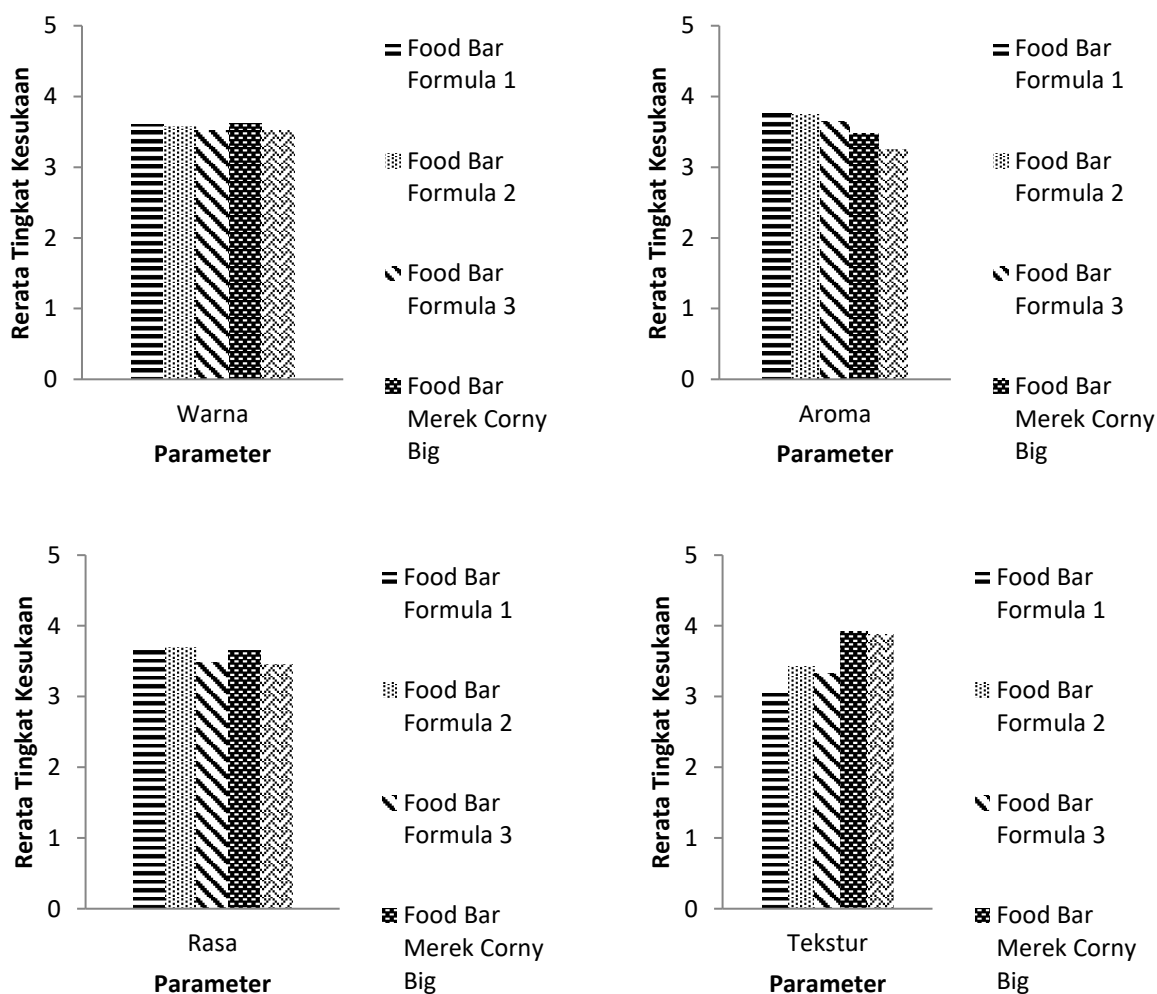 Rerata Tingkat Kesukaan
5
4
3
2
1
0
Warna
Parameter
Food Bar
Formula 1
Food Bar
Formula 2
Food Bar
Formula 3
Food Bar
Merek Corny
Big
Rerata Tingkat Kesukaan
5
4
3
2
1
0
Aroma
Parameter
Food Bar
Formula 1
Food Bar
Formula 2
Food Bar
Formula 3
Food Bar
Merek Corny
Big
Rerata Tingkat Kesukaan
5
4
3
2
1
0
Rasa
Parameter
Food Bar
Formula 1
Food Bar
Formula 2
Food Bar
Formula 3
Food Bar
Merek Corny
Big
Rerata Tingkat Kesukaan
5
4
3
2
1
0
Tekstur
Parameter
Food Bar
Formula 1
Food Bar
Formula 2
Food Bar
Formula 3
Food Bar
Merek Corny
Big